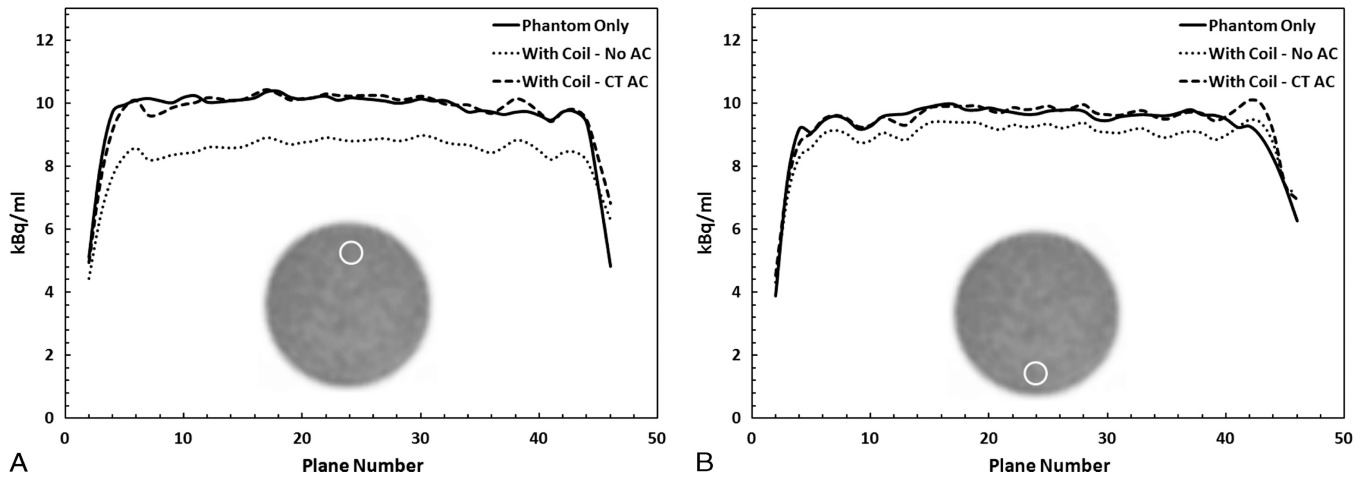 Phantom Only
With Coil - No AC
With Coil - CT AC
12
10
8
6
4
2
0
kBq/ml
0 10 20 30 40 50
Plane Number
A
Phantom Only
With Coil - No AC
With Coil - CT AC
12
10
8
6
4
2
0
kBq/ml
0 10 20 30 40 50
Plane Number
B